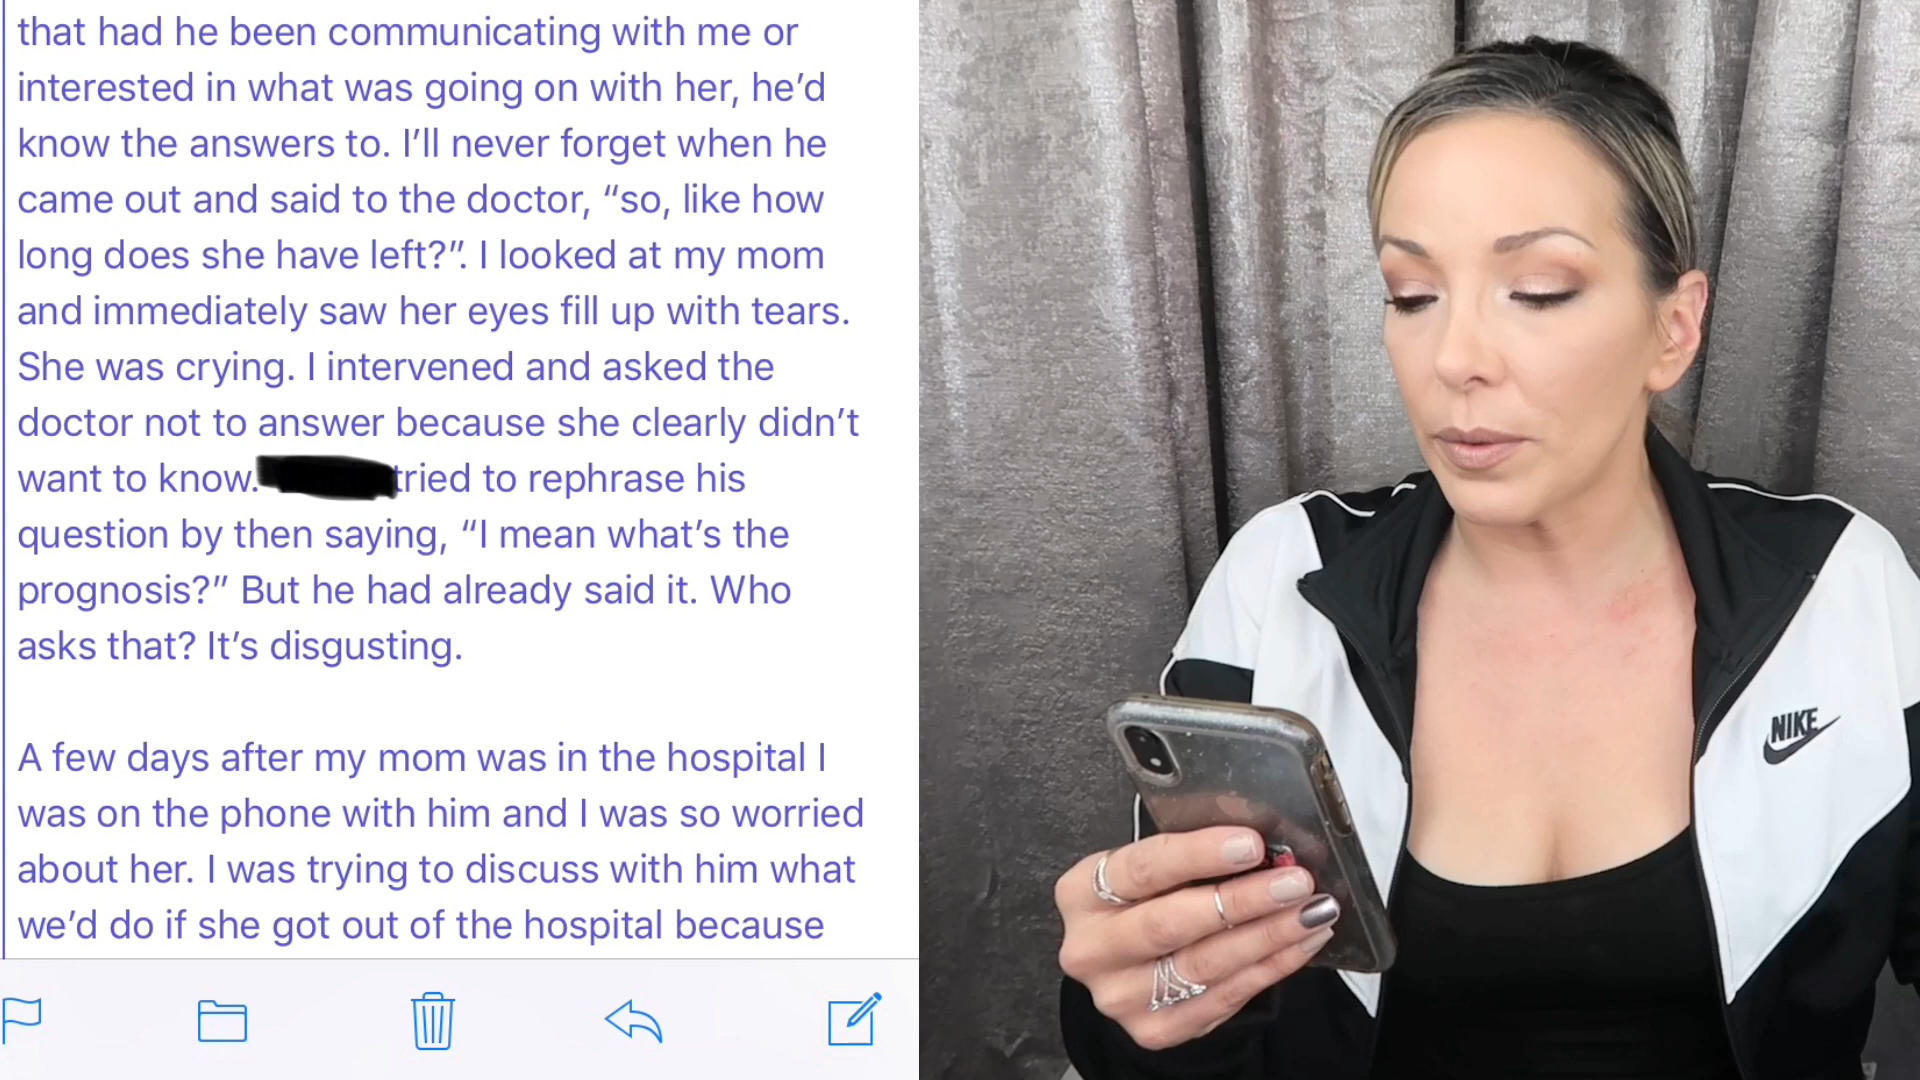 that had he been communicating with me or
interested in what was going on with her, he’d
know the answers to. I’ll never forget when he
came out and said to the doctor, “so, like how
long does she have left?”. I looked at my mom
and immediately saw her eyes fill up with tears.
She was crying. I intervened and asked the
doctor not to answer because she clearly didn’t
want to know. tried to rephrase his
question by then saying, “I mean what’s the
prognosis?” But he had already said it. Who
asks that? It’s disgusting.
A few days after my mom was in the hospital I
was on the phone with him and I was so worried
about her. I was trying to discuss with him what
we’d do if she got out of the hospital because
NIKE